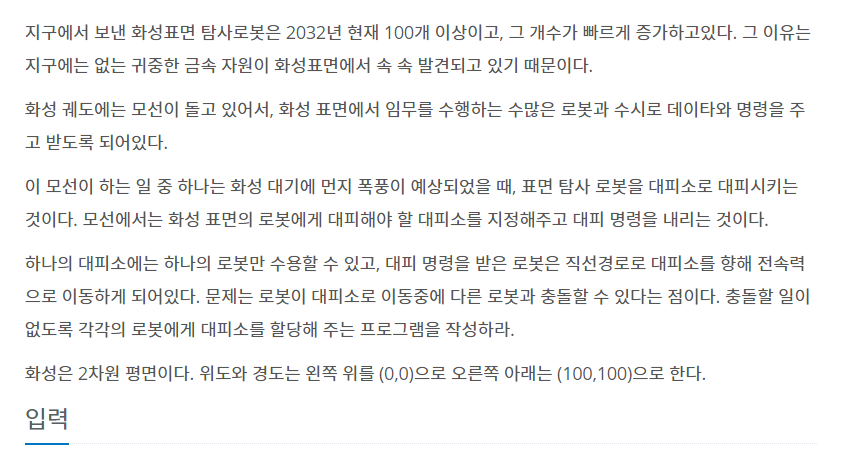 지구에서 보낸 화성표면 탐사로봇은 2032년 현재 100개 이상이고, 그 개수가 빠르게 증가하고있다. 그 이유는
지구에는 없는 귀중한 금속 자원이 화성표면에서 속 속 발견되고 있기 때문이다.
화성 궤도에는 모선이 돌고 있어서, 화성 표면에서 임무를 수행하는 수많은 로봇과 수시로 데이타와 명령을 주
고 받도록 되어있다.
이 모선이 하는 일 중 하나는 화성 대기에 먼지 폭풍이 예상되었을 때, 표면 탐사 로봇을 대피소로 대피시키는
것이다. 모선에서는 화성 표면의 로봇에게 대피해야 할 대피소를 지정해주고 대피 명령을 내리는 것이다.
하나의 대피소에는 하나의 로봇만 수용할 수 있고, 대피 명령을 받은 로봇은 직선경로로 대피소를 향해 전속력
으로 이동하게 되어있다. 문제는 로봇이 대피소로 이동중에 다른 로봇과 충돌할 수 있다는 점이다. 충돌할 일이
없도록 각각의 로봇에게 대피소를 할당해 주는 프로그램을 작성하라.
화성은 2차원 평면이다. 위도와 경도는 왼쪽 위를 (0,0)으로 오른쪽 아래는 (100,100)으로 한다.
입력